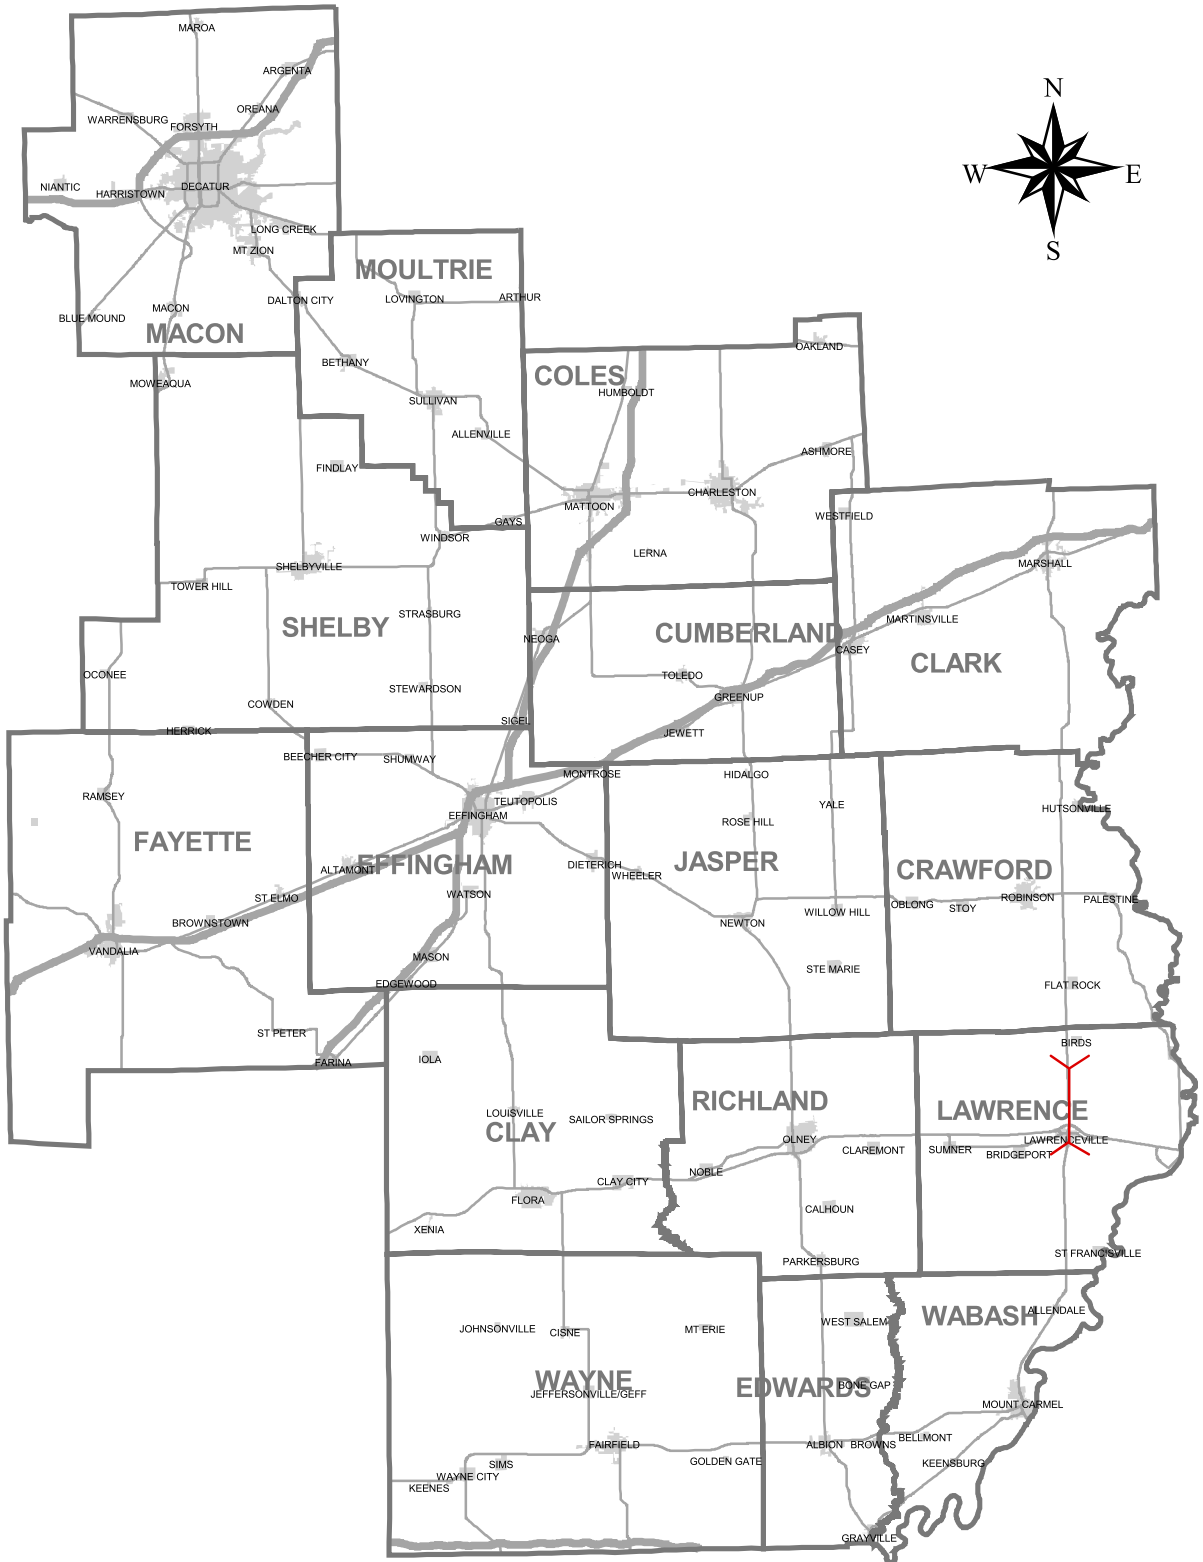 MAROA
N
ARGENTA
OREANA
WARRENSBURG
FORSYTH
W
E
NIANTIC
HARRISTOWN
DECATUR
LONG CREEK
MT ZION
S
MOULTRIE
DALTON CITY
LOVINGTON
ARTHUR
MACON
BLUE MOUND
MACON
OAKLAND
BETHANY
COLES
MOWEAQUA
HUMBOLDT
SULLIVAN
ALLENVILLE
ASHMORE
FINDLAY
CHARLESTON
MATTOON
WESTFIELD
GAYS
WINDSOR
LERNA
MARSHALL
SHELBYVILLE
TOWER HILL
STRASBURG
MARTINSVILLE
SHELBY
CUMBERLAND
NEOGA
CASEY
CLARK
OCONEE
TOLEDO
STEWARDSON
GREENUP
COWDEN
SIGEL
HERRICK
JEWETT
BEECHER CITY
SHUMWAY
MONTROSE
HIDALGO
RAMSEY
TEUTOPOLIS
YALE
HUTSONVILLE
EFFINGHAM
ROSE HILL
FAYETTE
EFFINGHAM
JASPER
DIETERICH
ALTAMONT
WHEELER
CRAWFORD
WATSON
ST ELMO
ROBINSON
PALESTINE
OBLONG
STOY
WILLOW HILL
BROWNSTOWN
NEWTON
VANDALIA
MASON
STE MARIE
EDGEWOOD
FLAT ROCK
ST PETER
BIRDS
FARINA
IOLA
RICHLAND
LAWRENCE
LOUISVILLE
SAILOR SPRINGS
CLAY
OLNEY
LAWRENCEVILLE
CLAREMONT
SUMNER
BRIDGEPORT
NOBLE
CLAY CITY
FLORA
CALHOUN
XENIA
ST FRANCISVILLE
PARKERSBURG
ALLENDALE
WABASH
WEST SALEM
JOHNSONVILLE
CISNE
MT ERIE
WAYNE
EDWARDS
BONE GAP
JEFFERSONVILLE/GEFF
MOUNT CARMEL
BELLMONT
FAIRFIELD
ALBION
BROWNS
GOLDEN GATE
SIMS
KEENSBURG
WAYNE CITY
KEENES
GRAYVILLE